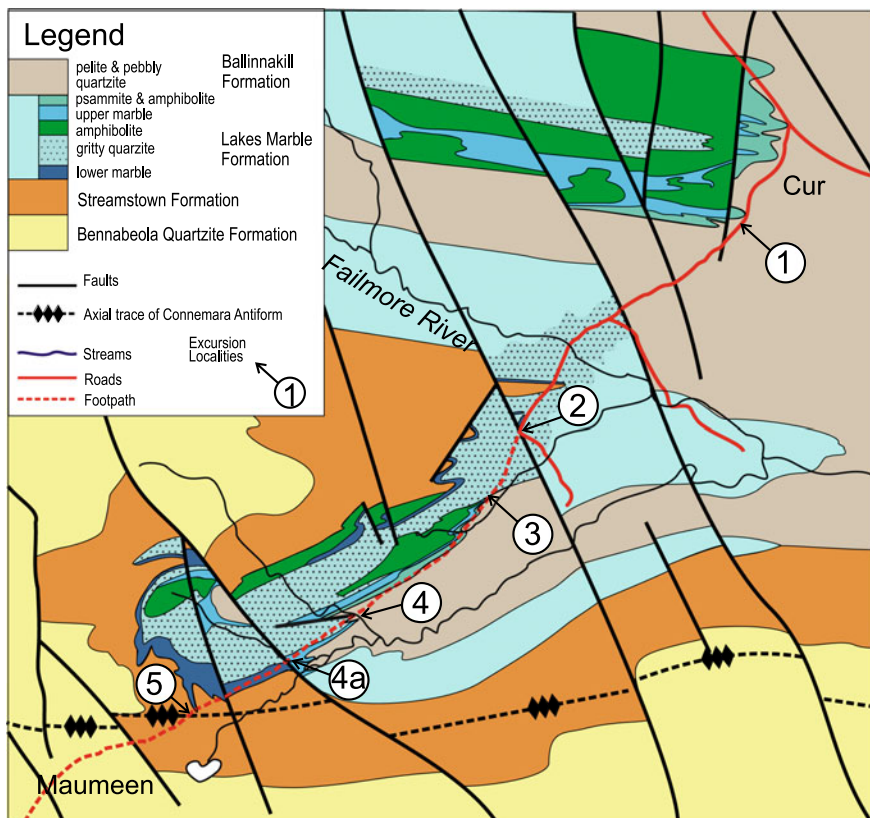 Legend
pelite & pebbly
quartzite
Ballinnakill
Formation
psammite & amphibolite
upper marble
amphibolite
gritty quartzite
lower marble
Lakes Marble
Formation
Streamstown Formation
Bennabeola Quartzite Formation
Faults
Axial trace of Connemara Antiform
Streams
Roads
Footpath
Excursion
Localities
1
Cur
1
Failmore River
2
3
4
4a
5
Maumeen